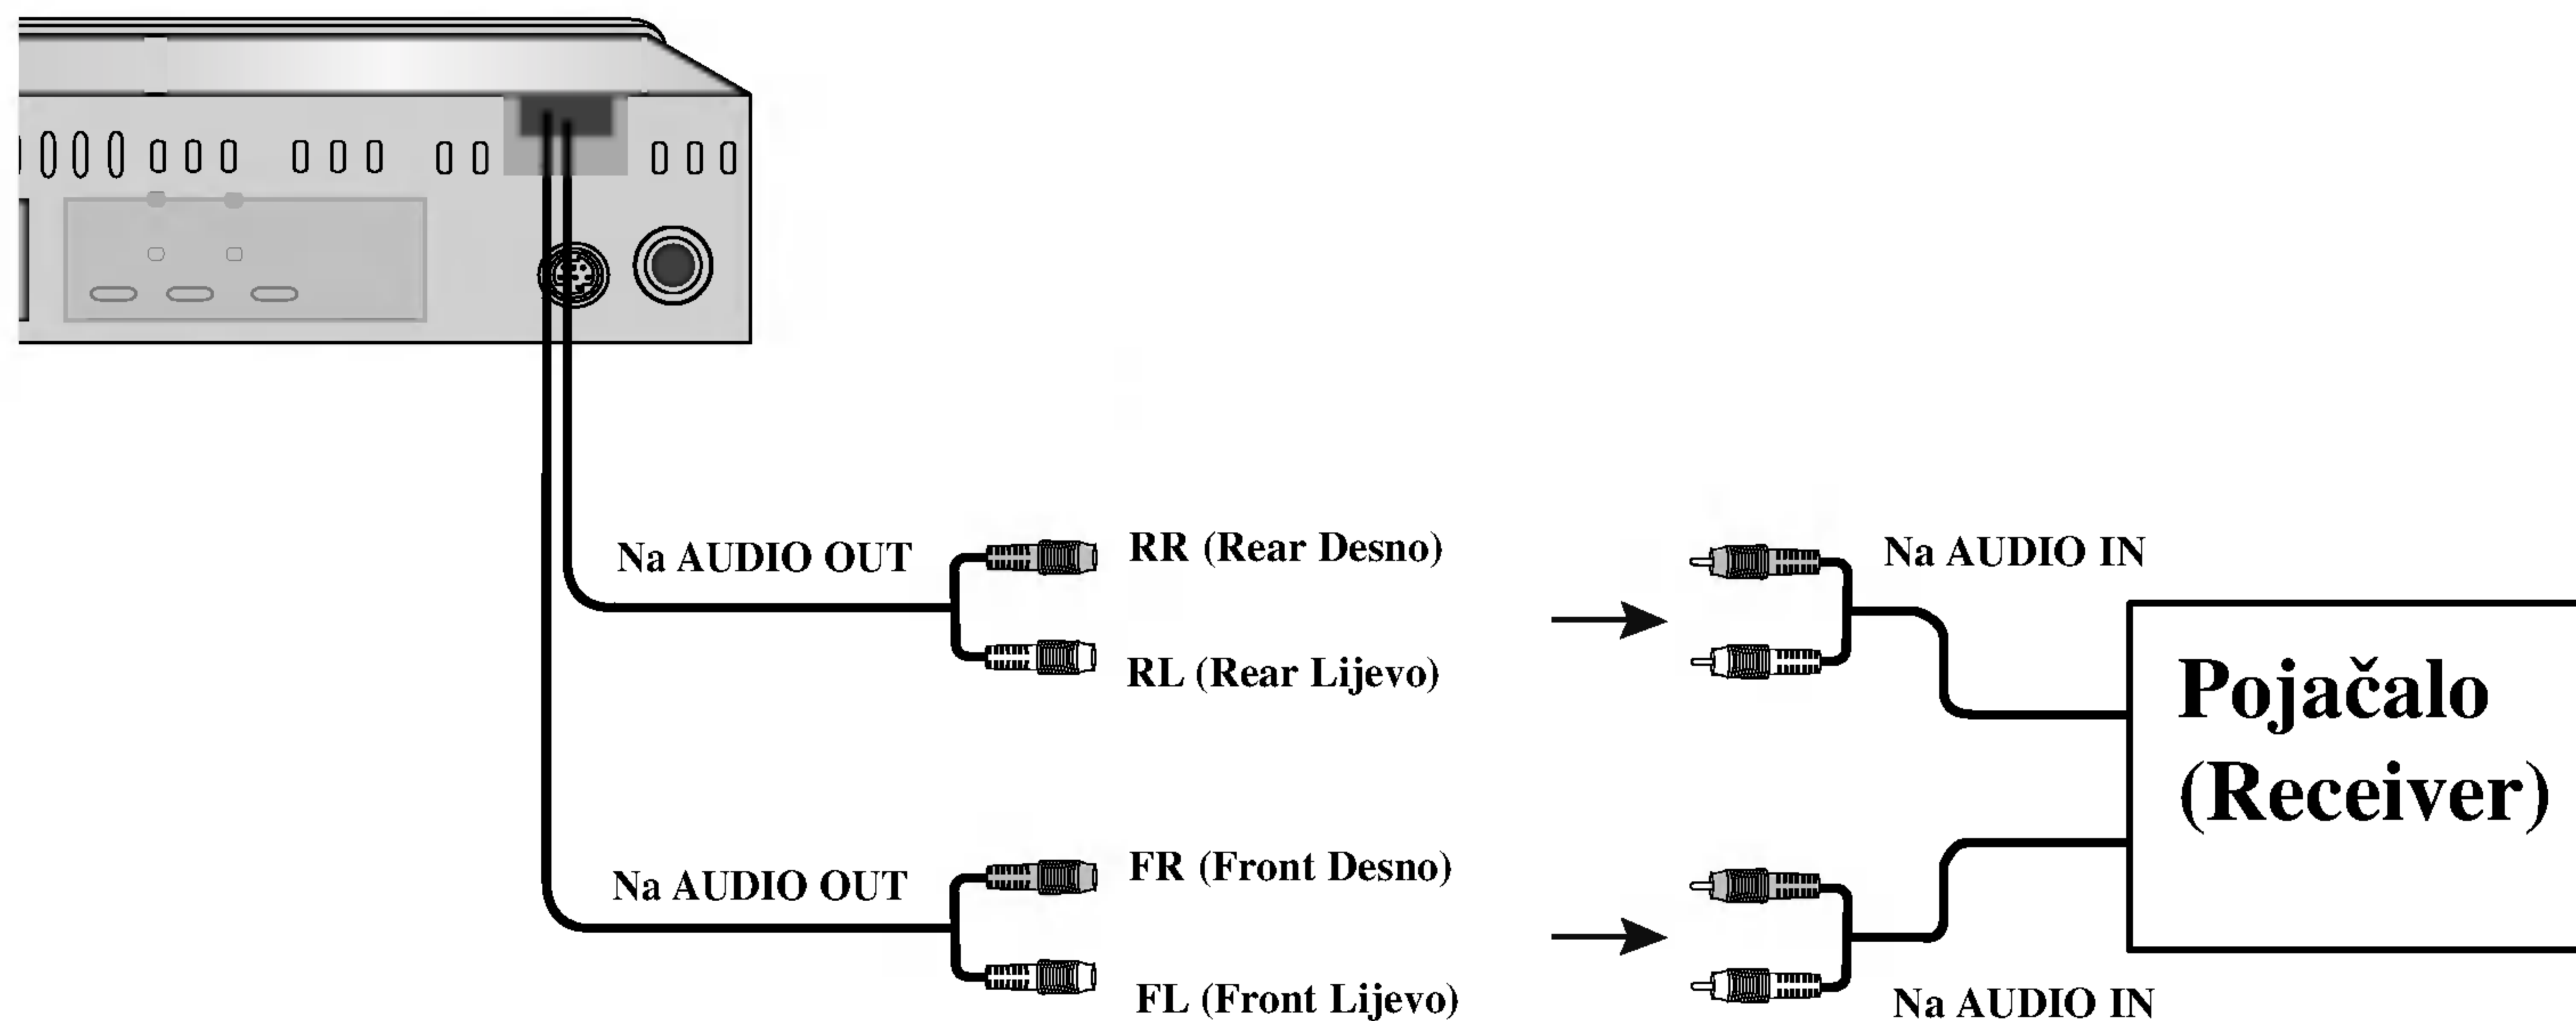 Na AUDIO OUT
RR (Rear Desno)
RL (Rear Lijevo)
Na AUDIO IN
Pojačalo
(Receiver)
Na AUDIO OUT
FR (Front Desno)
FL (Front Lijevo)
Na AUDIO IN